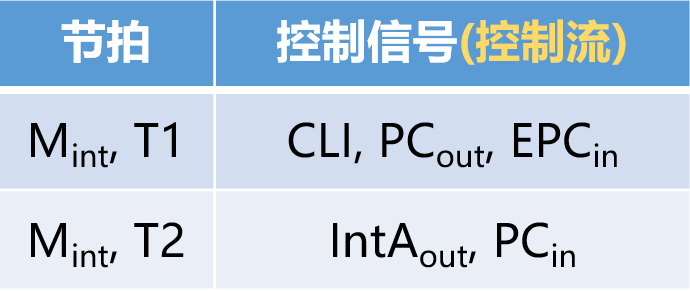 节拍 控制信号(控制流)
Mint, T1 CLI, PCout, EPCin
Mint, T2 IntAout, PCin